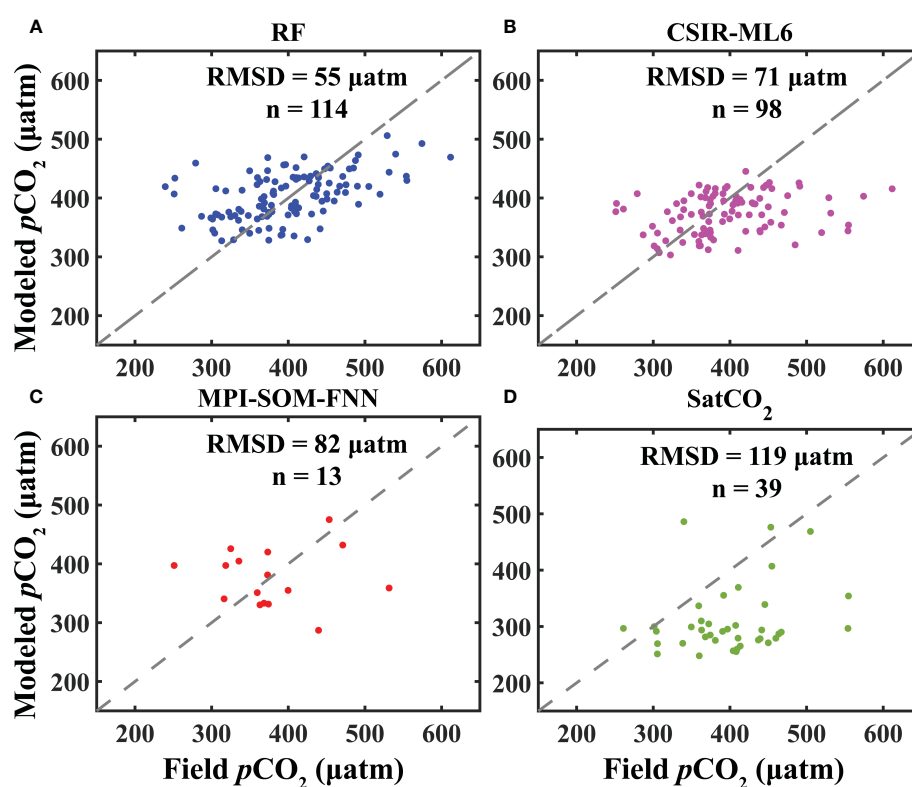 A
RF
RMSD = 55 μatm
n = 114
Modeled pCO₂ (μatm)
600
500
400
300
200
200 300 400 500 600
B
CSIR-ML6
RMSD = 71 μatm
n = 98
600
500
400
300
200
200 300 400 500 600
C
MPI-SOM-FNN
RMSD = 82 μatm
n = 13
Modeled pCO₂ (μatm)
600
500
400
300
200
200 300 400 500 600
Field pCO₂ (μatm)
D
SatCO₂
RMSD = 119 μatm
n = 39
600
500
400
300
200
200 300 400 500 600
Field pCO₂ (μatm)